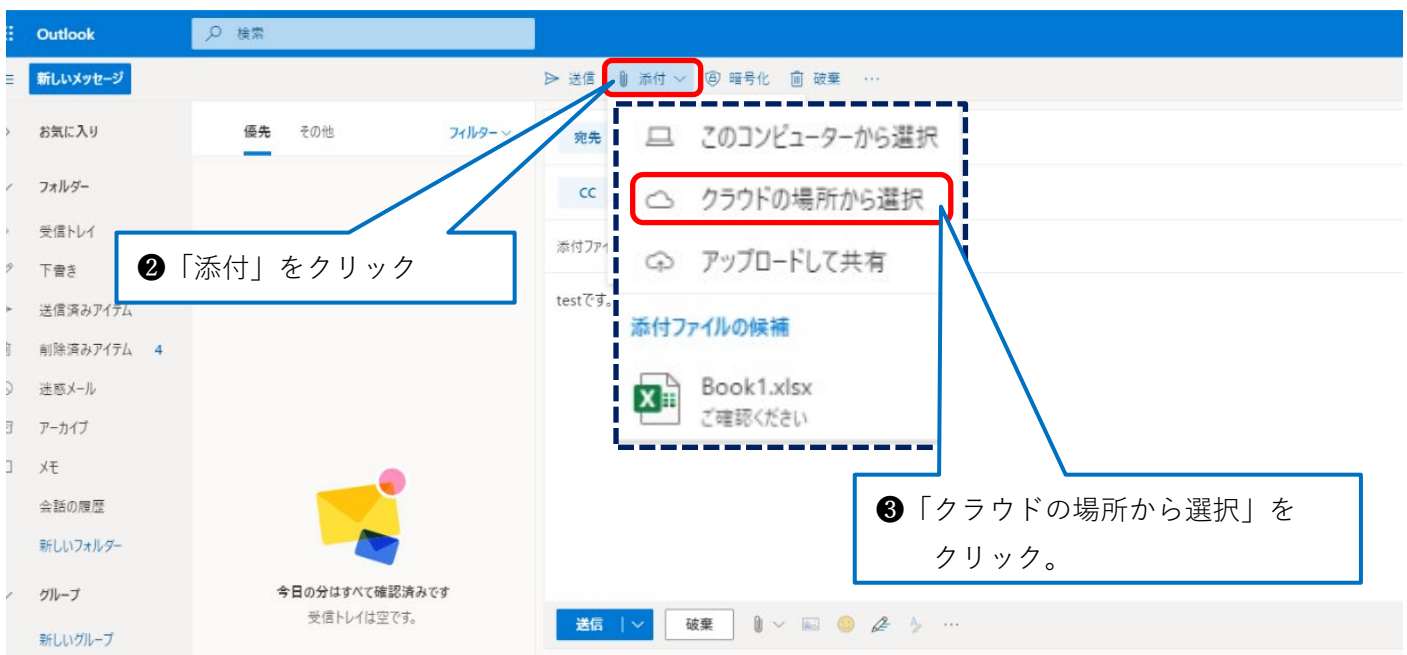 Outlook
検索
新しいメッセージ
送信 添付 暗号化 破棄 …
お気に入り
優先 その他 フィルター
宛先
このコンピューターから選択
フォルダー
CC
クラウドの場所から選択
受信トレイ
❷「添付」をクリック
添付ファイ
アップロードして共有
下書き
送信済みアイテム
testです。
添付ファイルの候補
削除済みアイテム 4
迷惑メール
Book1.xlsx
ご確認ください
アーカイブ
メモ
❸「クラウドの場所から選択」を
クリック。
会話の履歴
新しいフォルダー
グループ
今日の分はすべて確認済みです
受信トレイは空です。
新しいグループ
送信 破棄 …